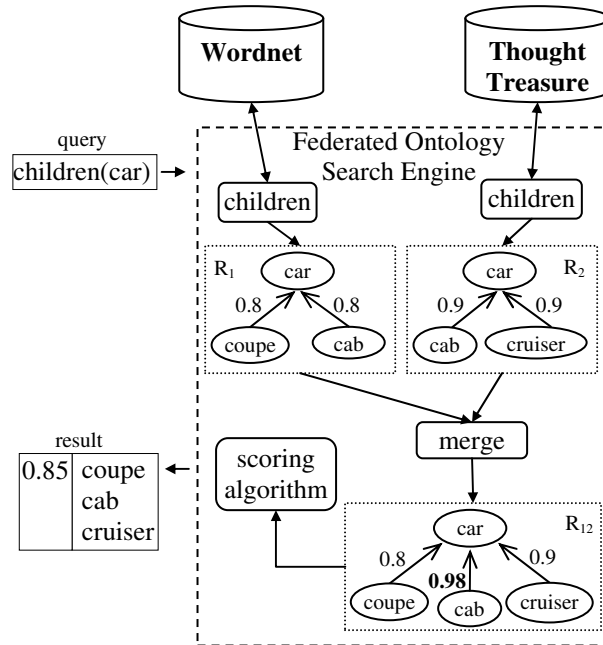 Wordnet
Thought
Treasure
query
children(car)
Federated Ontology
Search Engine
children
children
R1
car
0.8
0.8
coupe
cab
R2
car
0.9
0.9
cab
cruiser
merge
result
0.85
coupe
cab
cruiser
scoring
algorithm
R12
car
0.8
0.98
0.9
coupe
cab
cruiser